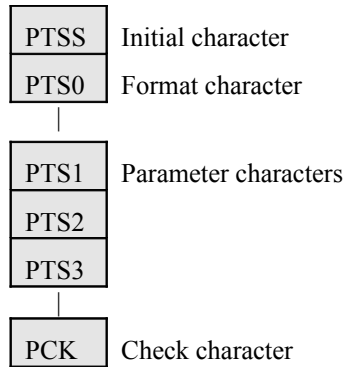 PTSS Initial character
PTS0 Format character
PTS1 Parameter characters
PTS2
PTS3
PCK Check character